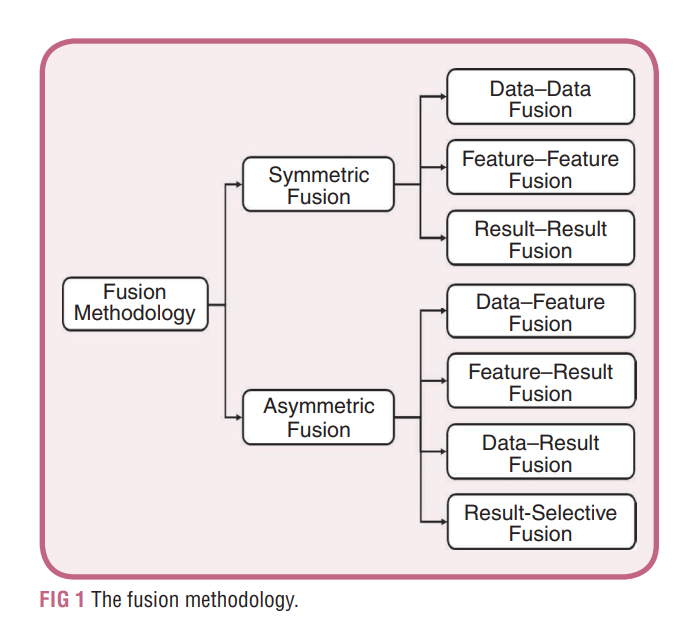 Data–Data
Fusion
Feature–Feature
Fusion
Symmetric
Fusion
Result–Result
Fusion
Fusion
Methodology
Data–Feature
Fusion
Feature–Result
Fusion
Asymmetric
Fusion
Data–Result
Fusion
Result-Selective
Fusion
FIG 1 The fusion methodology.